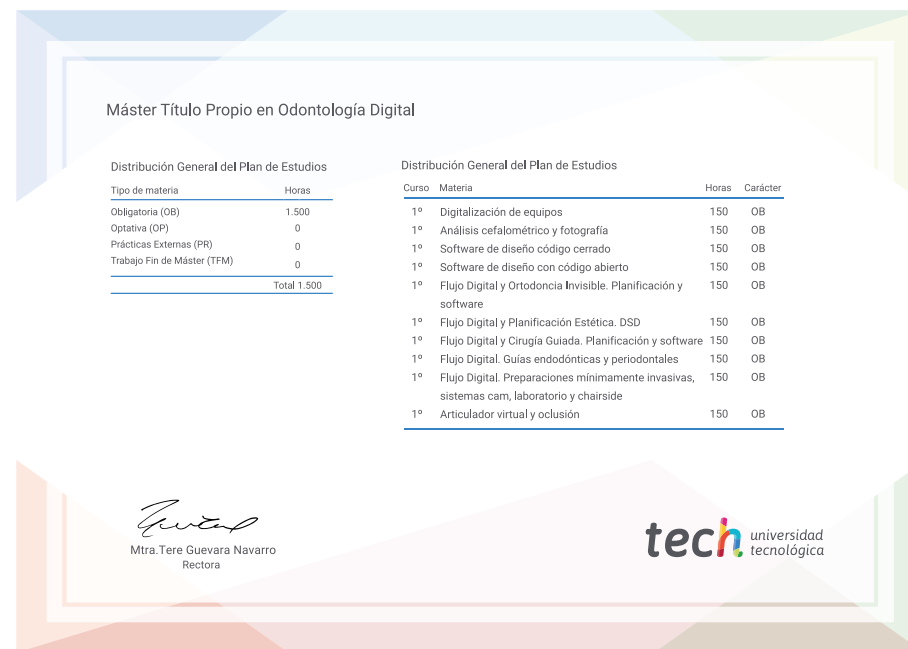 Máster Título Propio en Odontología Digital
Distribución General del Plan de Estudios
Tipo de materia Horas
Obligatoria (OB) 1.500
Optativa (OP) 0
Prácticas Externas (PR) 0
Trabajo Fin de Máster (TFM) 0
Total 1.500
Distribución General del Plan de Estudios
Curso Materia Horas Carácter
1º Digitalización de equipos 150 OB
1º Análisis cefalométrico y fotografía 150 OB
1º Software de diseño código cerrado 150 OB
1º Software de diseño con código abierto 150 OB
1º Flujo Digital y Ortodoncia Invisible. Planificación y 150 OB
software
1º Flujo Digital y Planificación Estética. DSD 150 OB
1º Flujo Digital y Cirugía Guiada. Planificación y software 150 OB
1º Flujo Digital. Guías endodónticas y periodontales 150 OB
1º Flujo Digital. Preparaciones mínimamente invasivas, 150 OB
sistemas cam, laboratorio y chairside
1º Articulador virtual y oclusión 150 OB
Mtra.Tere Guevara Navarro
Rectora
tech universidad
tecnológica